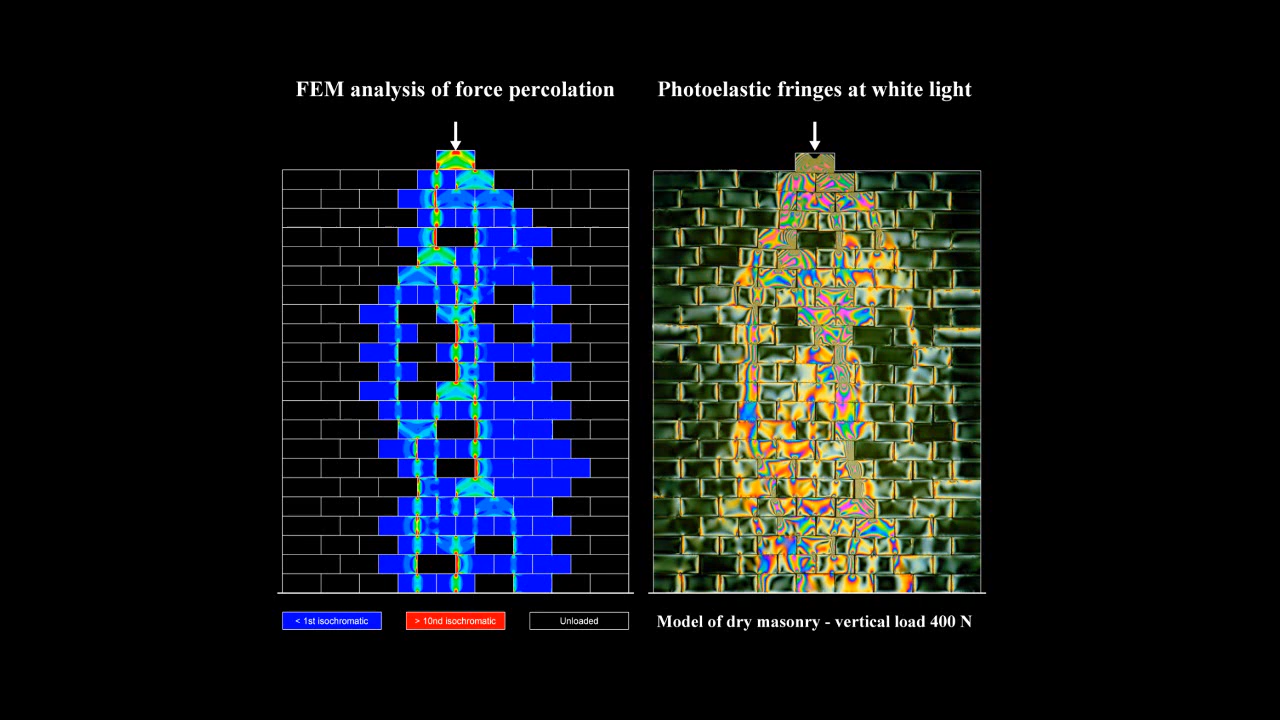 FEM analysis of force percolation
Photoelastic fringes at white light
< 1st isochromatic
> 10nd isochromatic
Unloaded
Model of dry masonry - vertical load 400 N